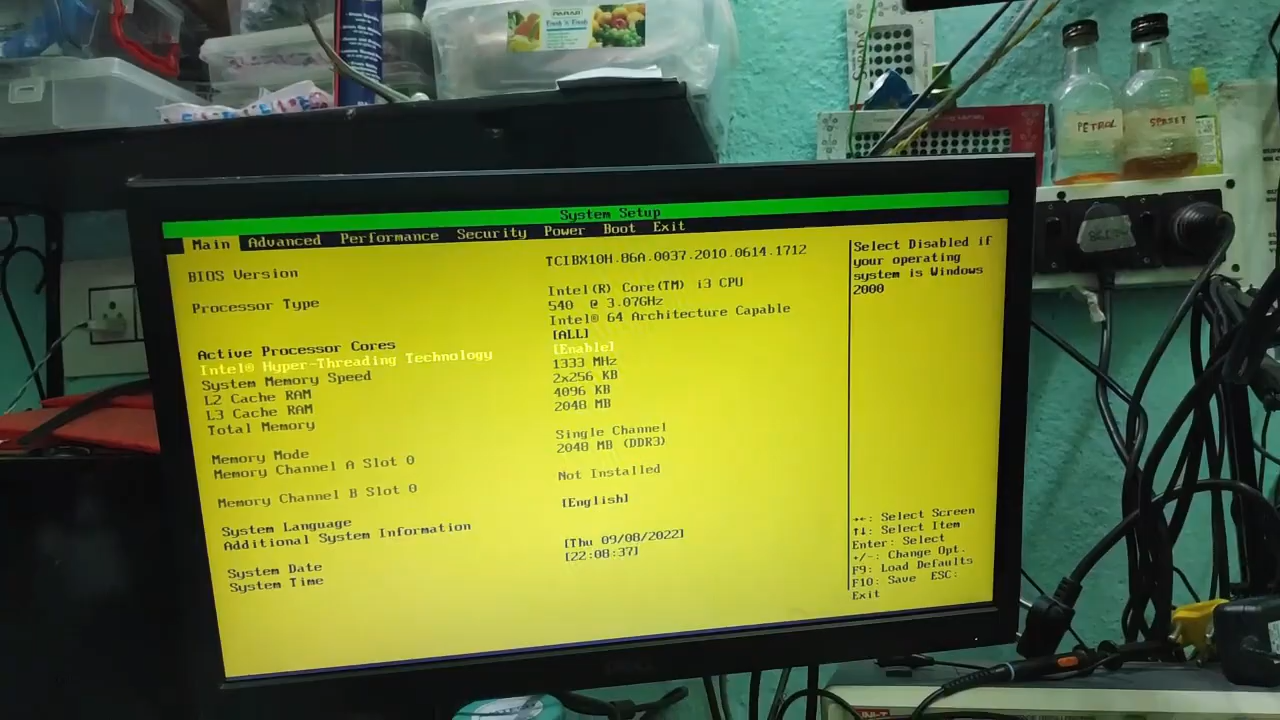 Fresh 'n' Fresh
PETROL
System Setup
Main Advanced Performance Security Power Boot Exit
BIOS Version TCIBX10H.86A.0037.2010.0614.1712
Processor Type Intel(R) Core(TM) i3 CPU
540 @ 3.07GHz
Intel® 64 Architecture Capable
Active Processor Cores [ALL]
Intel® Hyper-Threading Technology [Enable]
System Memory Speed 1333 MHz
L2 Cache RAM 2x256 KB
L3 Cache RAM 4096 KB
Total Memory 2048 MB
Memory Mode Single Channel
Memory Channel A Slot 0 2048 MB (DDR3)
Memory Channel B Slot 0 Not Installed
System Language [English]
Additional System Information
System Date [Thu 09/08/2022]
System Time [22:08:37]
Select Disabled if
your operating
system is Windows
2000
→←: Select Screen
↑↓: Select Item
Enter: Select
+/-: Change Opt.
F9: Load Defaults
F10: Save ESC:
Exit